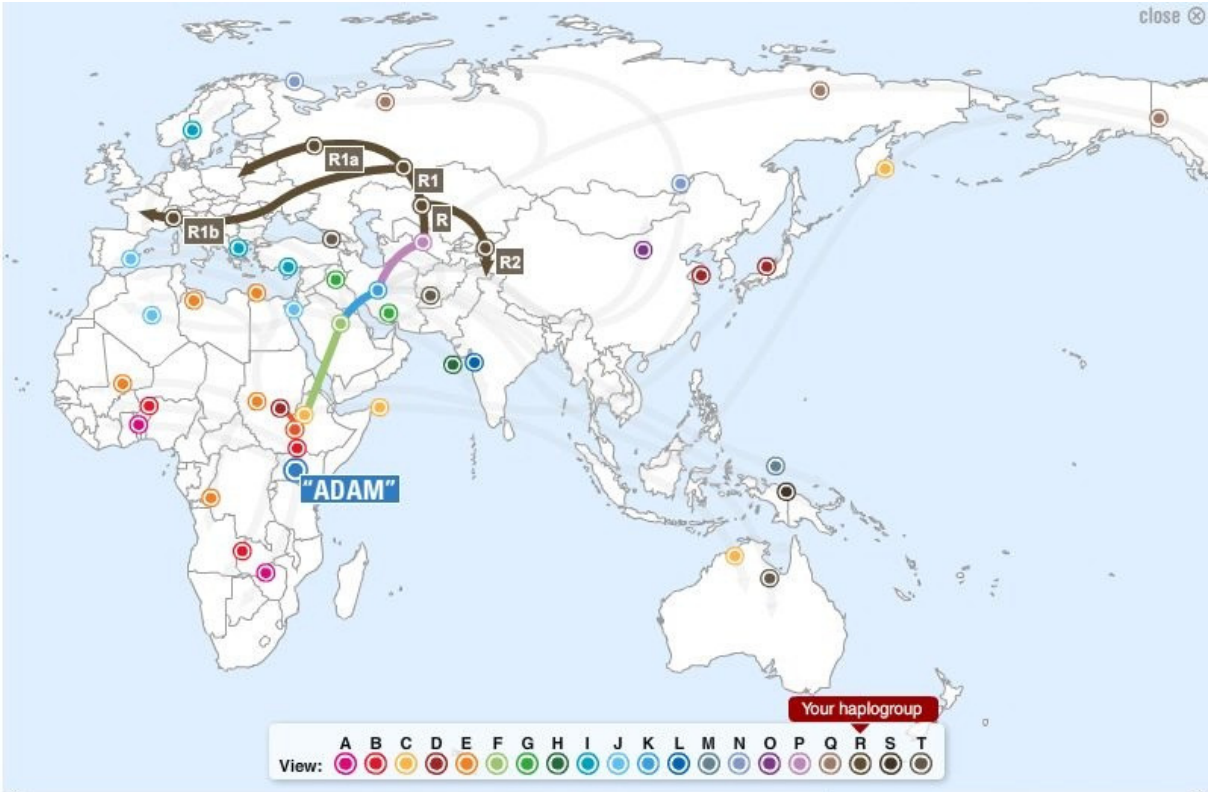 close
R1a
R1
R
R1b
R2
“ADAM”
Your haplogroup
A B C D E F G H I J K L M N O P Q R S T
View: